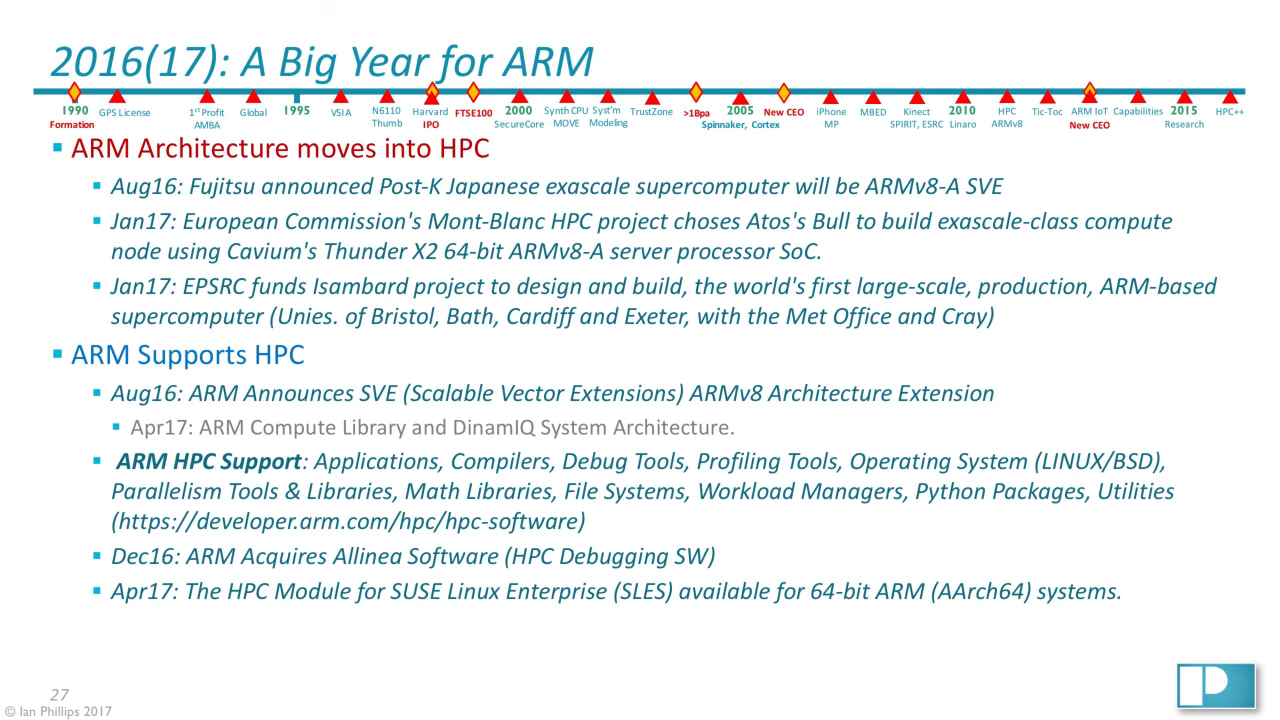 2016(17): A Big Year for ARM
1990 GPS License 1st Profit Global 1995 VSIA N6110 Harvard FTSE100 2000 Synth CPU Syst'm TrustZone >1Bpa 2005 New CEO iPhone MBED Kinect 2010 HPC Tic-Toc ARM IoT Capabilities 2015 HPC++
Formation AMBA Thumb IPO SecureCore MOVE Modeling Spinnaker, Cortex MP SPIRIT, ESRC Linaro ARMv8 New CEO Research
▪ ARM Architecture moves into HPC
▪ Aug16: Fujitsu announced Post-K Japanese exascale supercomputer will be ARMv8-A SVE
▪ Jan17: European Commission's Mont-Blanc HPC project choses Atos's Bull to build exascale-class compute
node using Cavium's Thunder X2 64-bit ARMv8-A server processor SoC.
▪ Jan17: EPSRC funds Isambard project to design and build, the world's first large-scale, production, ARM-based
supercomputer (Unies. of Bristol, Bath, Cardiff and Exeter, with the Met Office and Cray)
▪ ARM Supports HPC
▪ Aug16: ARM Announces SVE (Scalable Vector Extensions) ARMv8 Architecture Extension
▪ Apr17: ARM Compute Library and DinamIQ System Architecture.
▪ ARM HPC Support: Applications, Compilers, Debug Tools, Profiling Tools, Operating System (LINUX/BSD),
Parallelism Tools & Libraries, Math Libraries, File Systems, Workload Managers, Python Packages, Utilities
(https://developer.arm.com/hpc/hpc-software)
▪ Dec16: ARM Acquires Allinea Software (HPC Debugging SW)
▪ Apr17: The HPC Module for SUSE Linux Enterprise (SLES) available for 64-bit ARM (AArch64) systems.
27
© Ian Phillips 2017
P